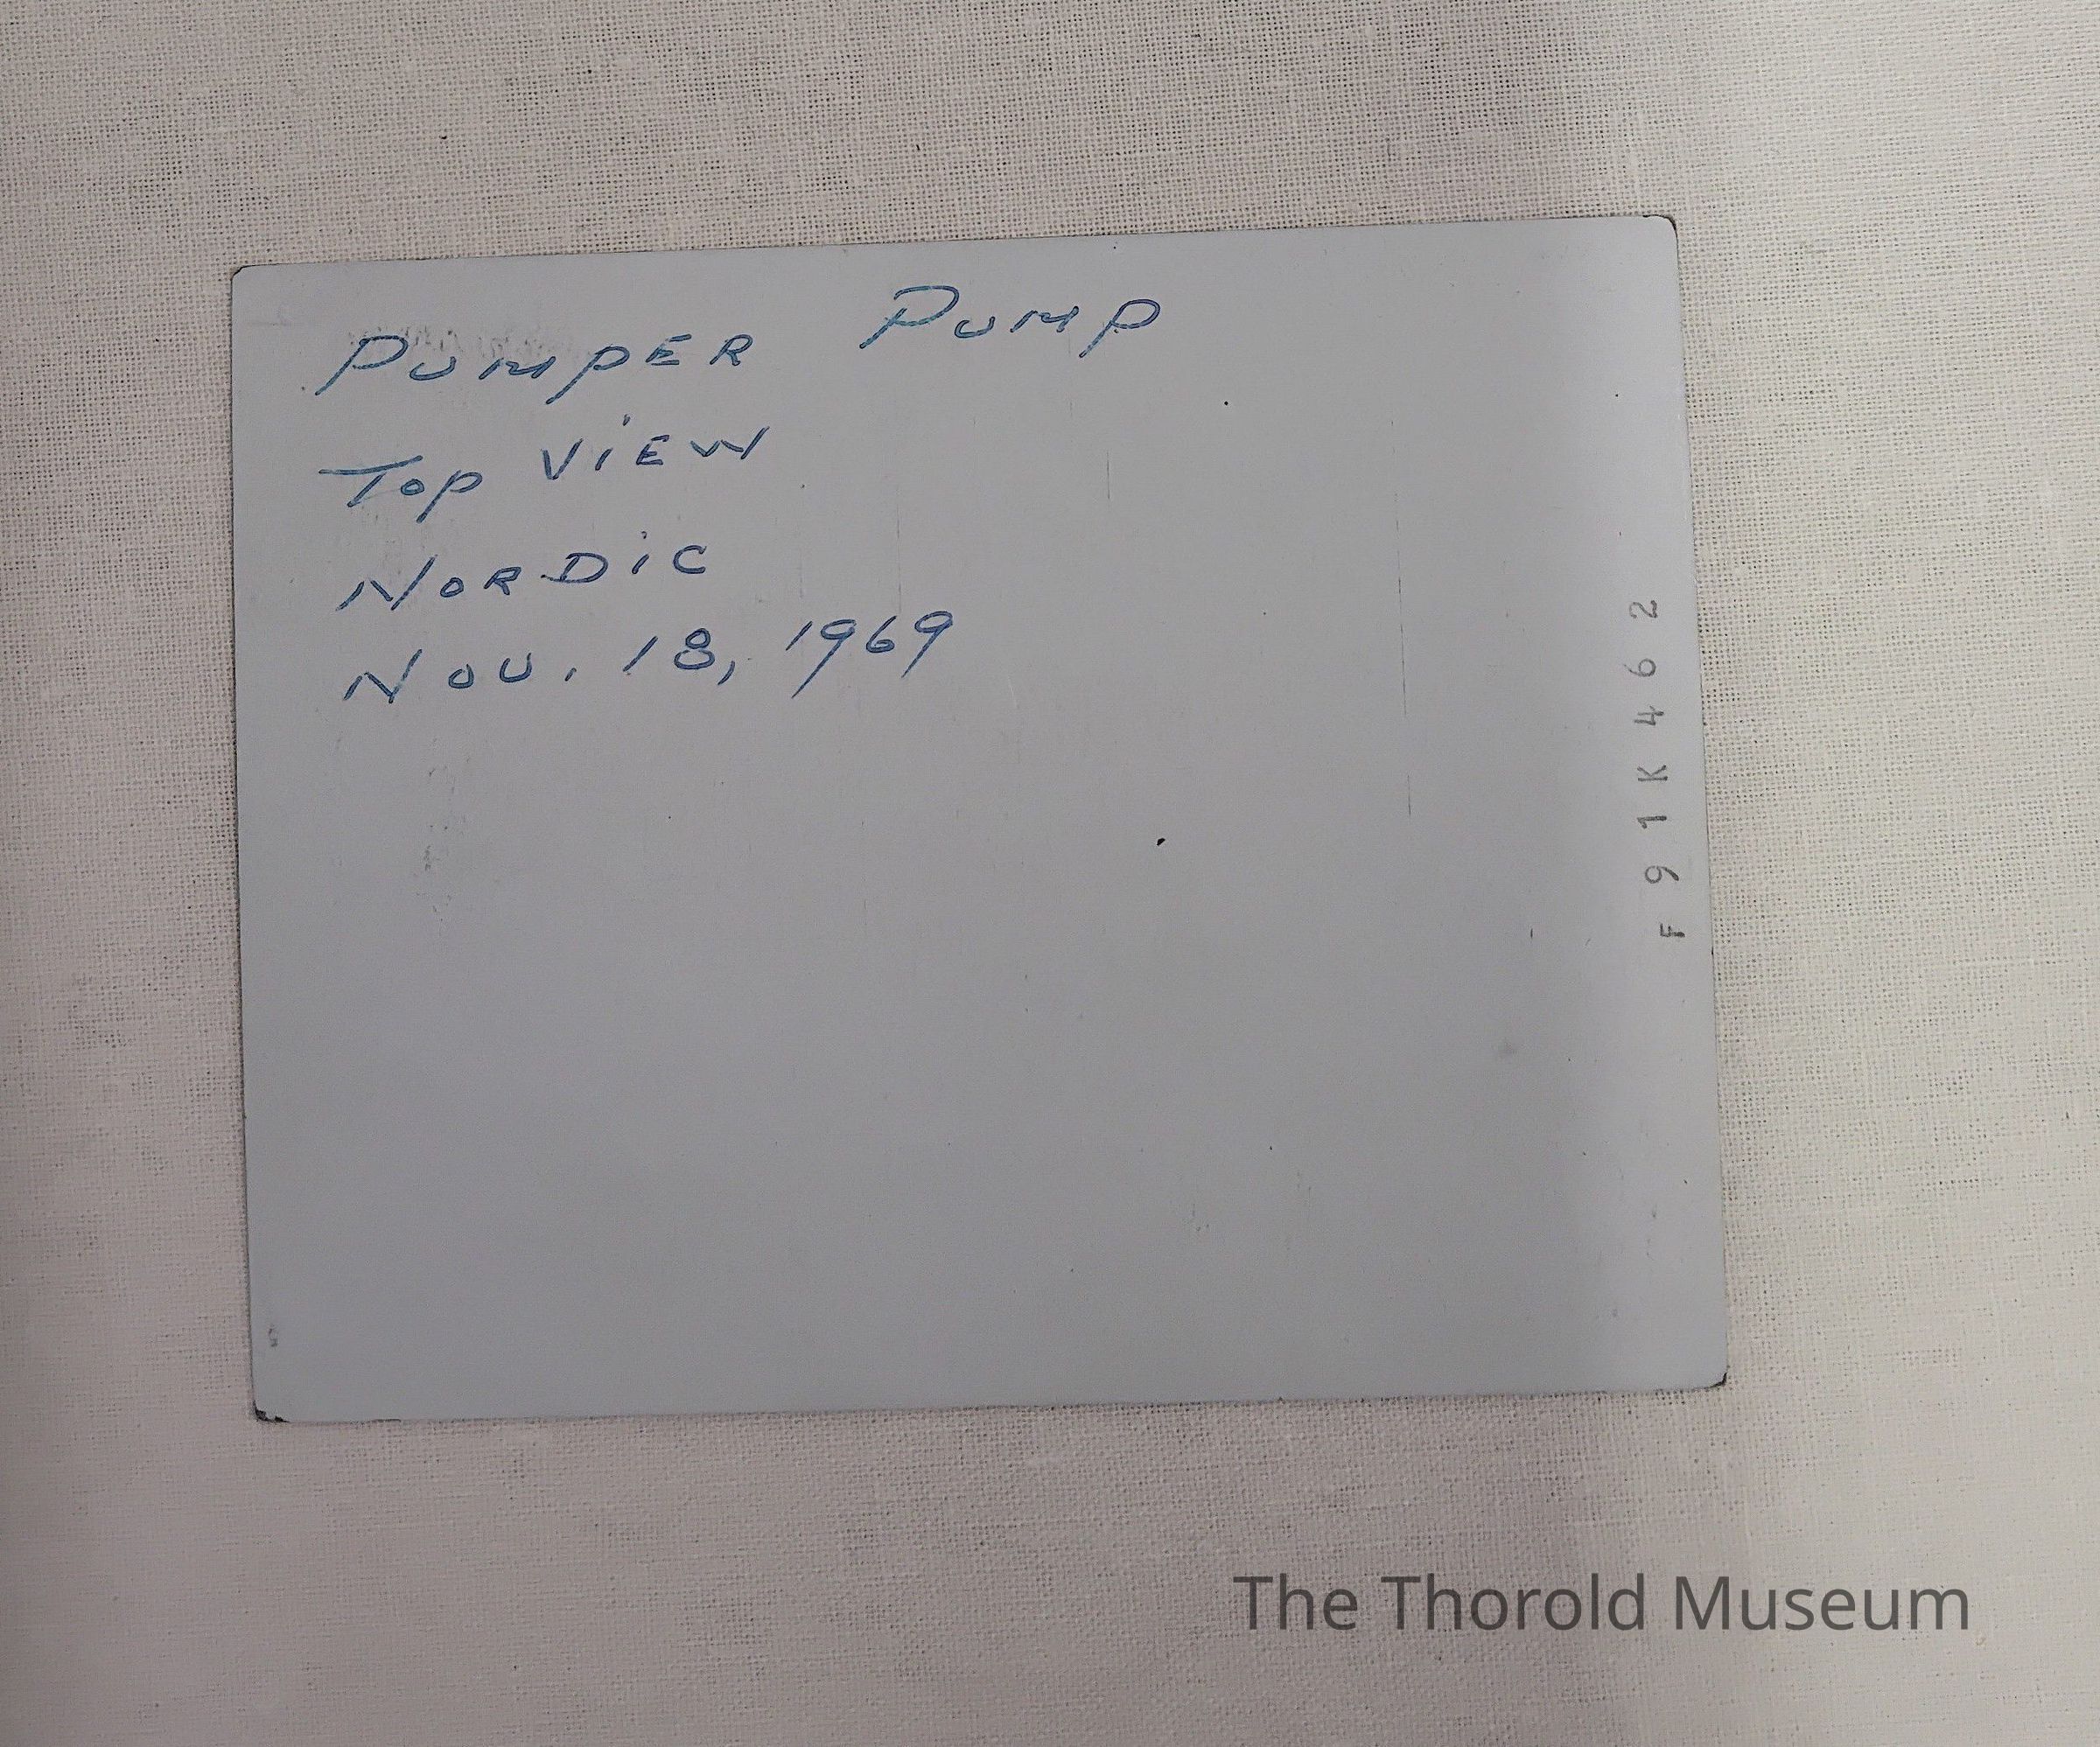 PUMPER PUMP
TOP ViEW
NORDiC
NOV. 18, 1969
F91K462
The Thorold Museum